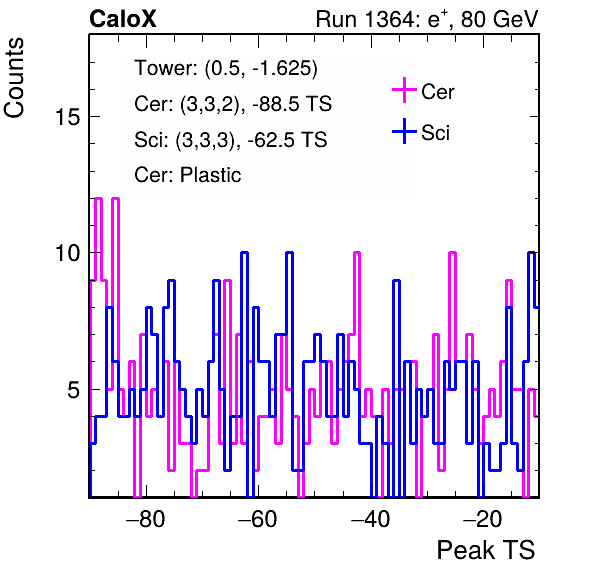 CaloX Run 1364: e⁺, 80 GeV
Counts
Tower: (0.5, -1.625)
Cer: (3,3,2), -88.5 TS
Sci: (3,3,3), -62.5 TS
Cer: Plastic
Cer
Sci
15
10
5
−80 −60 −40 −20
Peak TS